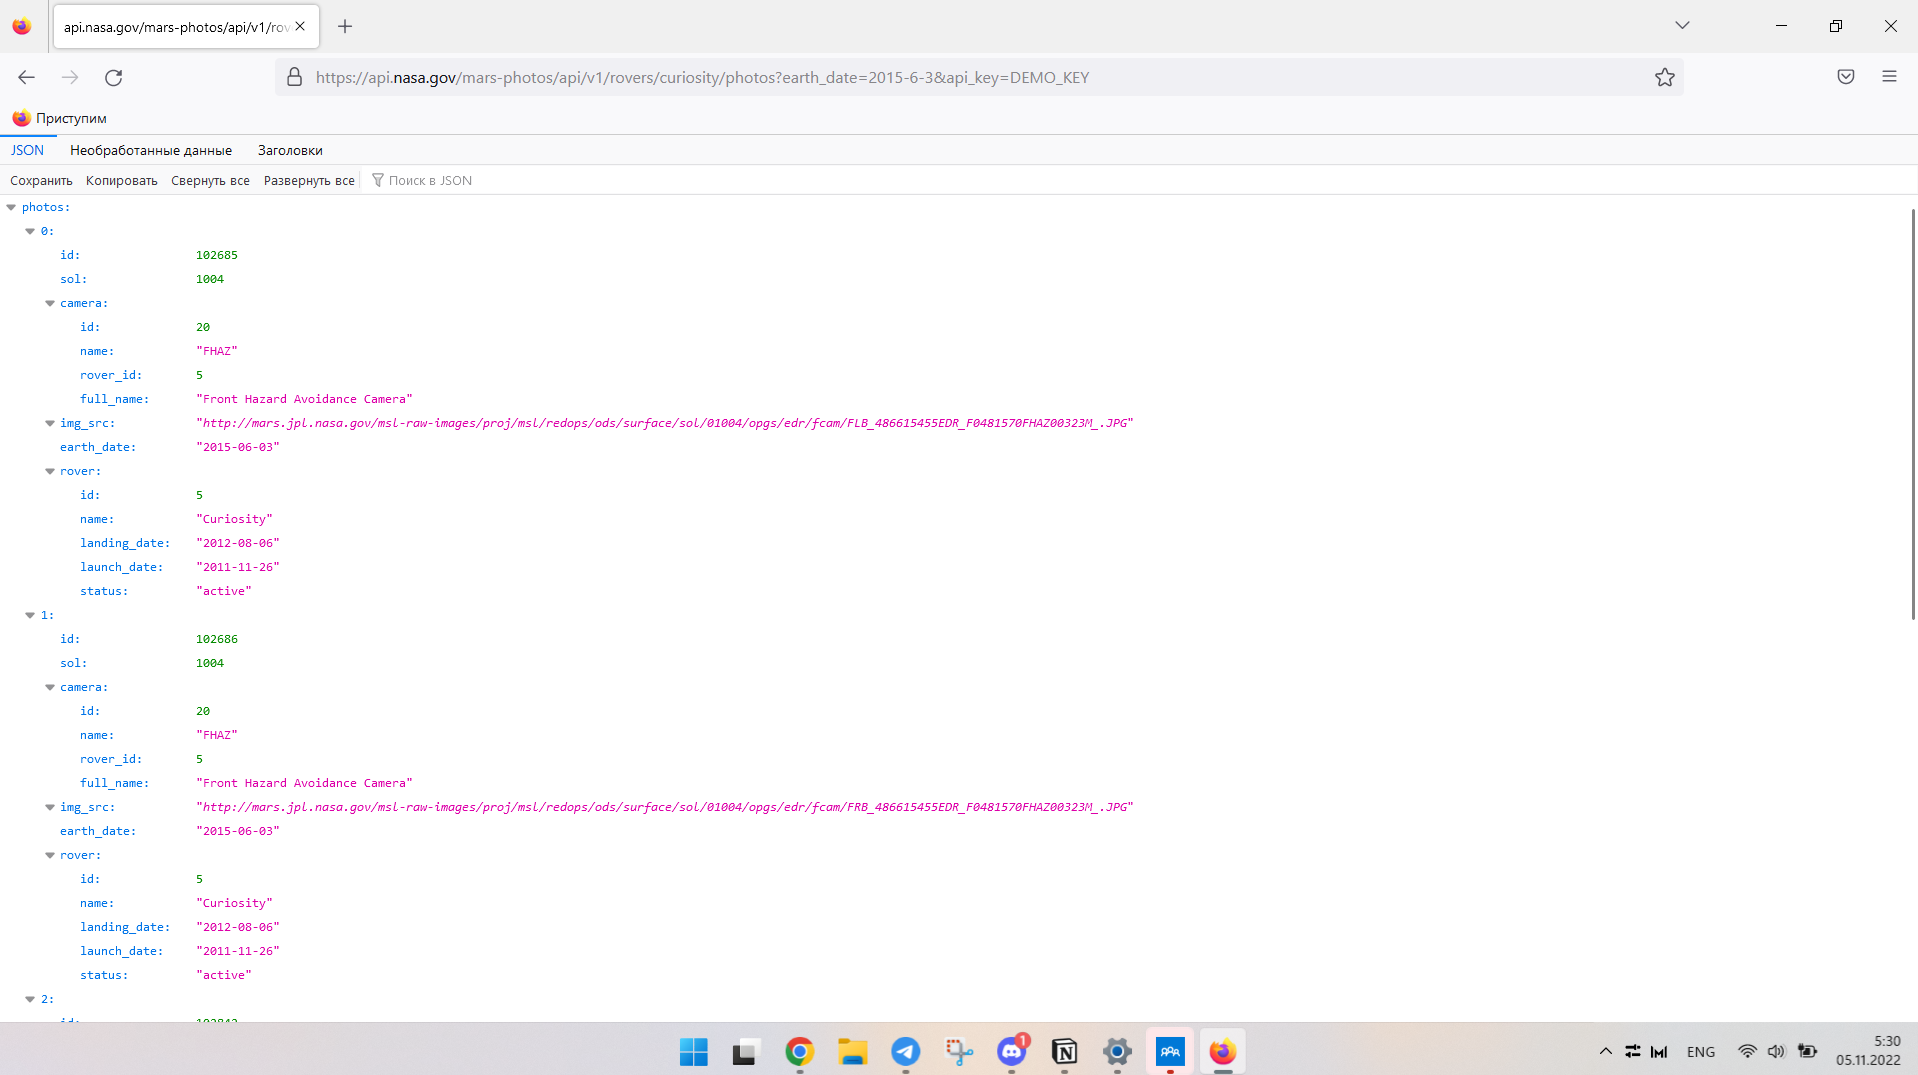 api.nasa.gov/mars-photos/api/v1/rov
https://api.nasa.gov/mars-photos/api/v1/rovers/curiosity/photos?earth_date=2015-6-3&api_key=DEMO_KEY
Приступим
JSON Необработанные данные Заголовки
Сохранить Копировать Свернуть все Развернуть все Поиск в JSON
photos:
0:
id: 102685
sol: 1004
camera:
id: 20
name: "FHAZ"
rover_id: 5
full_name: "Front Hazard Avoidance Camera"
img_src: "http://mars.jpl.nasa.gov/msl-raw-images/proj/msl/redops/ods/surface/sol/01004/opgs/edr/fcam/FLB_486615455EDR_F0481570FHAZ00323M_.JPG"
earth_date: "2015-06-03"
rover:
id: 5
name: "Curiosity"
landing_date: "2012-08-06"
launch_date: "2011-11-26"
status: "active"
1:
id: 102686
sol: 1004
camera:
id: 20
name: "FHAZ"
rover_id: 5
full_name: "Front Hazard Avoidance Camera"
img_src: "http://mars.jpl.nasa.gov/msl-raw-images/proj/msl/redops/ods/surface/sol/01004/opgs/edr/fcam/FRB_486615455EDR_F0481570FHAZ00323M_.JPG"
earth_date: "2015-06-03"
rover:
id: 5
name: "Curiosity"
landing_date: "2012-08-06"
launch_date: "2011-11-26"
status: "active"
2:
id: 102842
1
ENG
5:30
05.11.2022